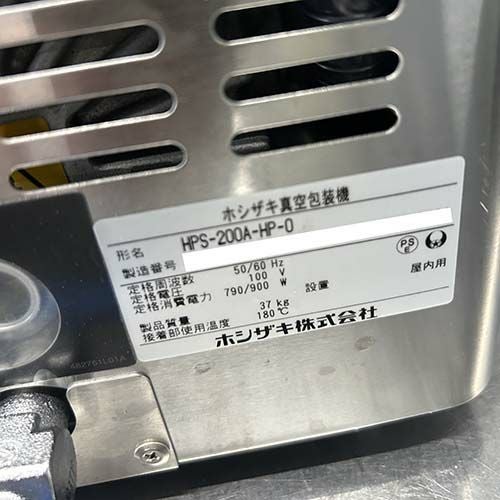 ホシザキ真空包装機
形名 HPS-200A-HP-0
製造番号
定格周波数 50/60 Hz
定格電圧 100 V
定格消費電力 790/900 W 設置 屋内用
製品質量 37 kg
接着部使用温度 180℃
ホシザキ株式会社
PS
E
482761L01A